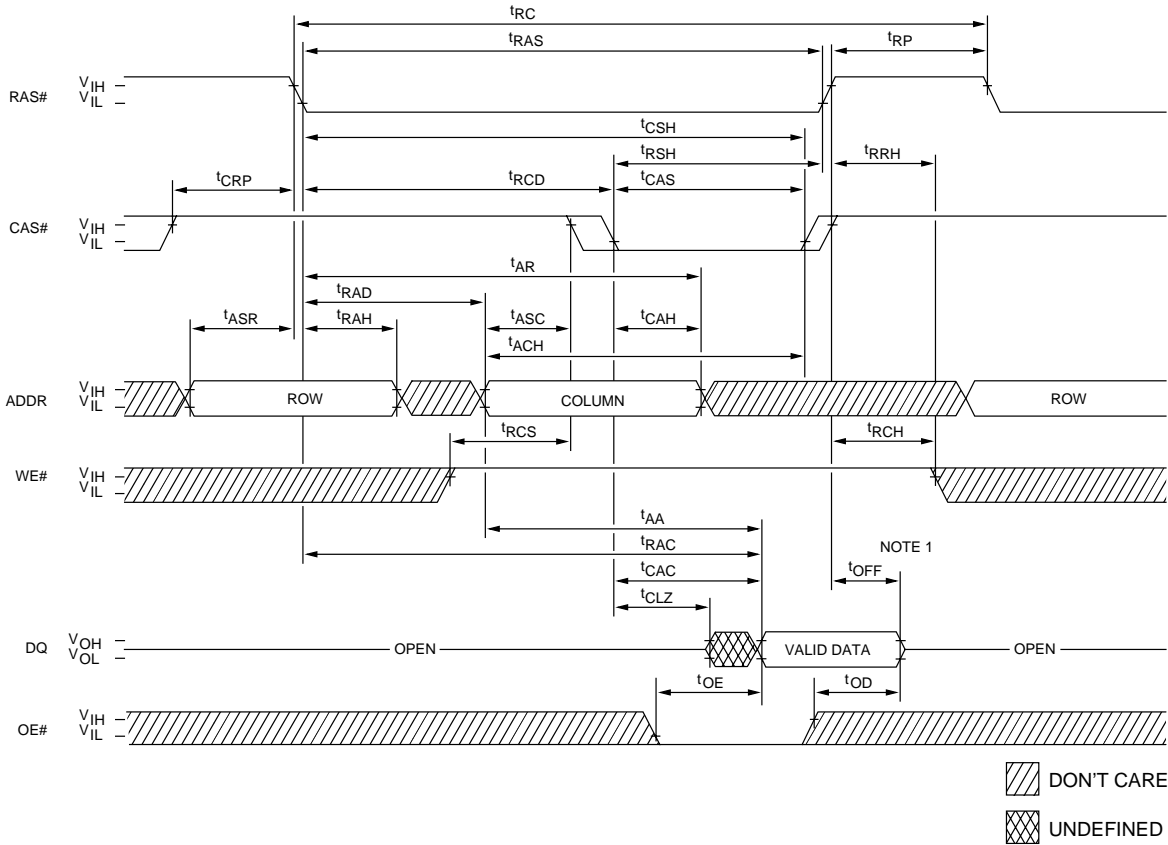 tRC
tRAS
tRP
RAS#
VIH
VIL
tCSH
tRSH
tRRH
tCRP
tRCD
tCAS
CAS#
VIH
VIL
tAR
tRAD
tASR
tRAH
tASC
tCAH
tACH
ADDR
VIH
VIL
ROW
COLUMN
ROW
tRCS
tRCH
WE#
VIH
VIL
tAA
tRAC
NOTE 1
tCAC
tOFF
tCLZ
DQ
VOH
VOL
OPEN
VALID DATA
OPEN
tOE
tOD
OE#
VIH
VIL
DON'T CARE
UNDEFINED